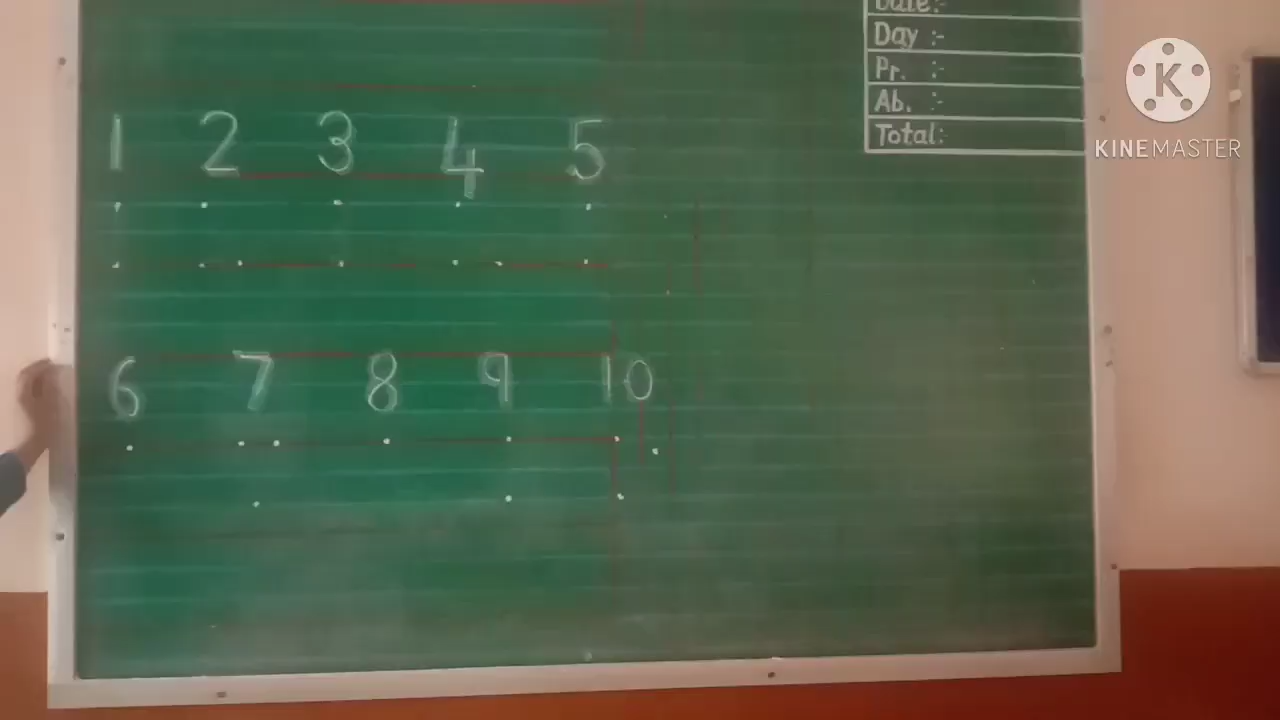 Date:-
Day :-
Pr. :-
Ab. :-
Total:-
K
KINEMASTER
1 2 3 4 5
6 7 8 9 10